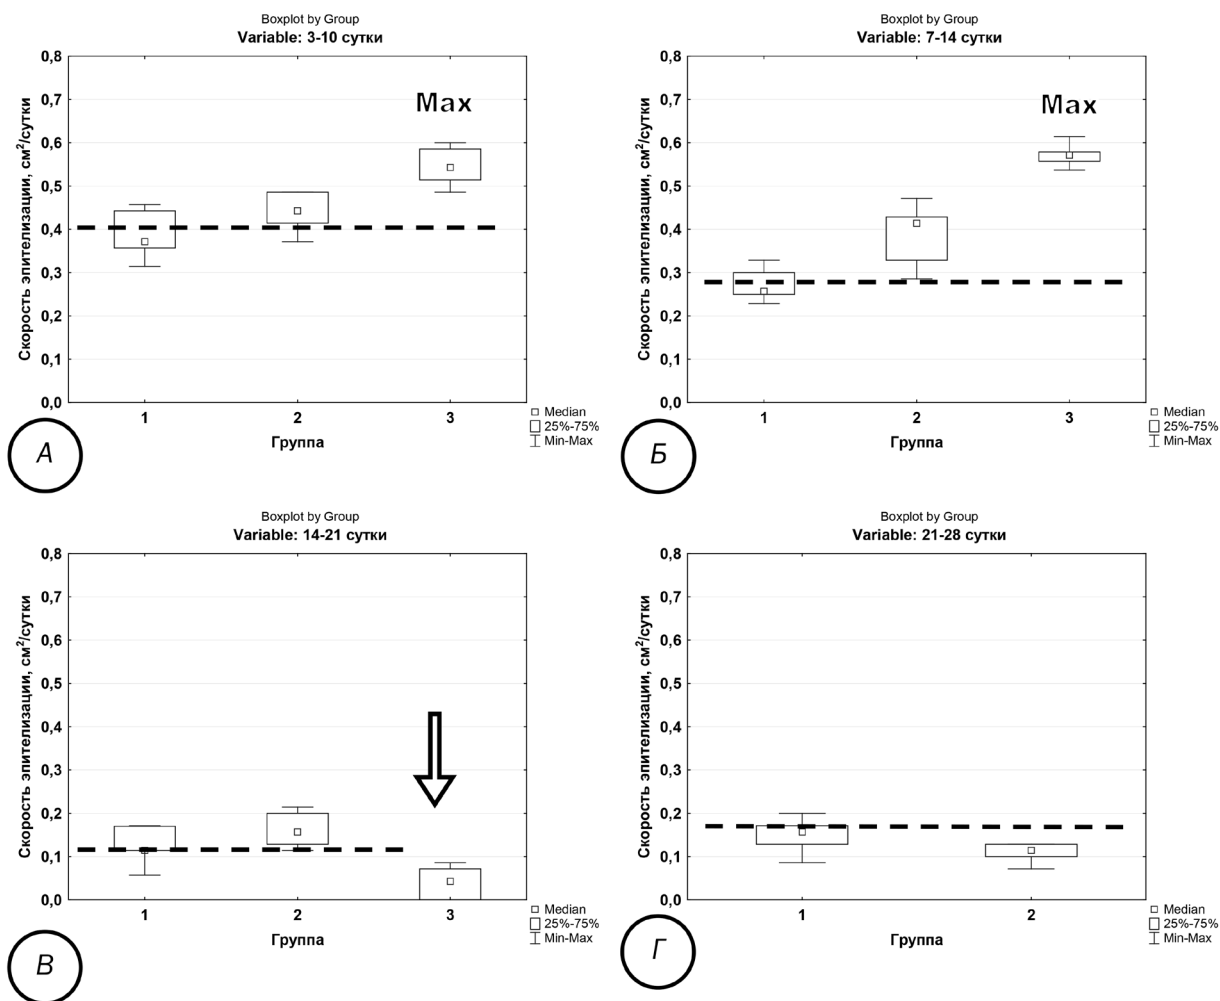 Boxplot by Group
Variable: 3-10 сутки
Скорость эпителизации, см²/сутки
0,8
0,7
0,6
0,5
0,4
0,3
0,2
0,1
0,0
Max
1 2 3
Группа
Median
25%-75%
Min-Max
А
Boxplot by Group
Variable: 7-14 сутки
Скорость эпителизации, см²/сутки
0,8
0,7
0,6
0,5
0,4
0,3
0,2
0,1
0,0
Max
1 2 3
Группа
Median
25%-75%
Min-Max
Б
Boxplot by Group
Variable: 14-21 сутки
Скорость эпителизации, см²/сутки
0,8
0,7
0,6
0,5
0,4
0,3
0,2
0,1
0,0
1 2 3
Группа
Median
25%-75%
Min-Max
В
Boxplot by Group
Variable: 21-28 сутки
Скорость эпителизации, см²/сутки
0,8
0,7
0,6
0,5
0,4
0,3
0,2
0,1
0,0
1 2
Группа
Median
25%-75%
Min-Max
Г